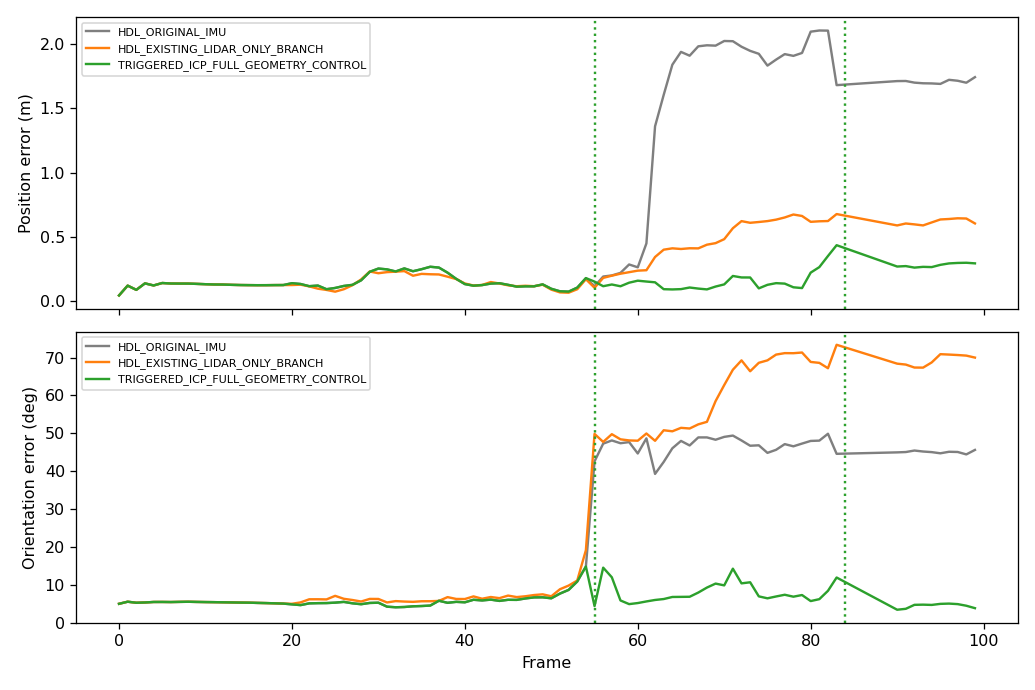 HDL_ORIGINAL_IMU
HDL_EXISTING_LIDAR_ONLY_BRANCH
TRIGGERED_ICP_FULL_GEOMETRY_CONTROL
Position error (m)
2.0
1.5
1.0
0.5
0.0
HDL_ORIGINAL_IMU
HDL_EXISTING_LIDAR_ONLY_BRANCH
TRIGGERED_ICP_FULL_GEOMETRY_CONTROL
Orientation error (deg)
70
60
50
40
30
20
10
0
0 20 40 60 80 100
Frame